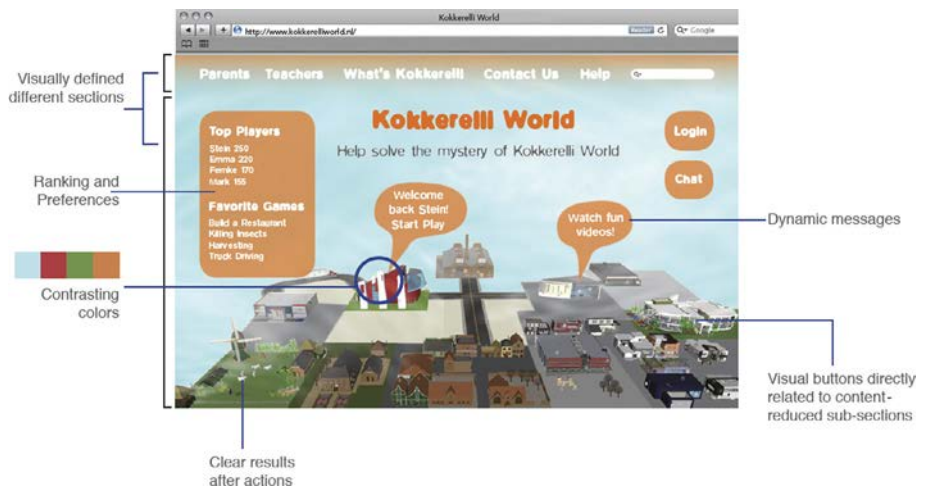 Kokkerelli World
http://www.kokkerelliworld.nl/
Reader
Google
Parents Teachers What's Kokkerelli Contact Us Help
Visually defined
different sections
Kokkerelli World
Help solve the mystery of Kokkerelli World
Login
Chat
Top Players
Stein 250
Emma 220
Femke 170
Mark 155
Favorite Games
Build a Restaurant
Killing Insects
Harvesting
Truck Driving
Ranking and
Preferences
Welcome
back Stein!
Start Play
Watch fun
videos!
Dynamic messages
Contrasting
colors
Visual buttons directly
related to content-
reduced sub-sections
Clear results
after actions